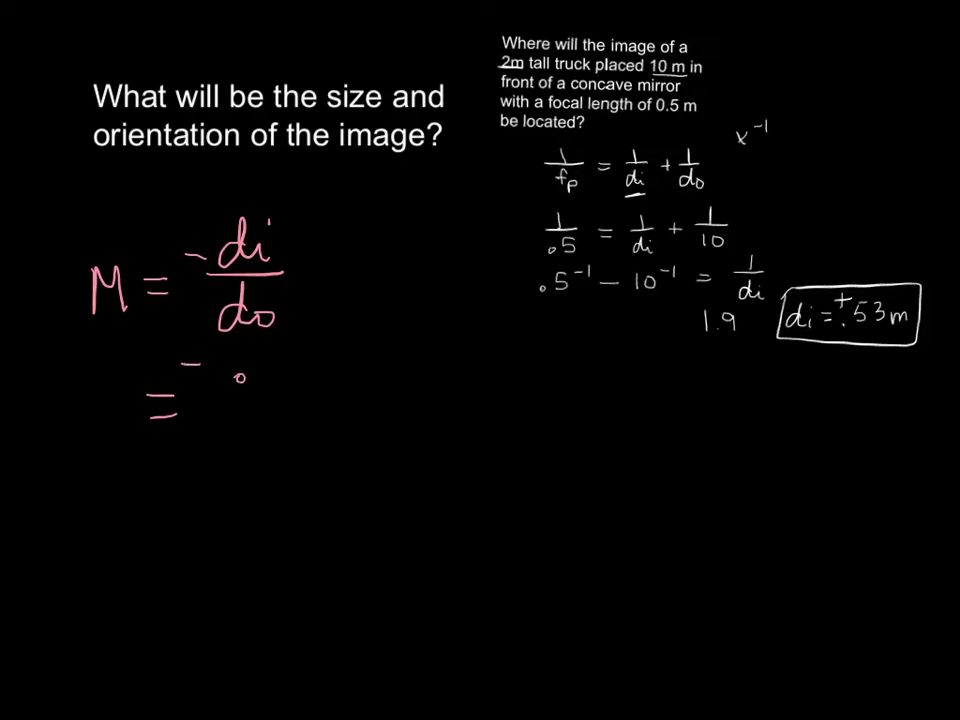 What will be the size and
orientation of the image?
M = - di / do
= - .
Where will the image of a
2m tall truck placed 10 m in
front of a concave mirror
with a focal length of 0.5 m
be located?
x⁻¹
1/fp = 1/di + 1/do
1/.5 = 1/di + 1/10
.5⁻¹ - 10⁻¹ = 1/di
1.9
di = +.53m